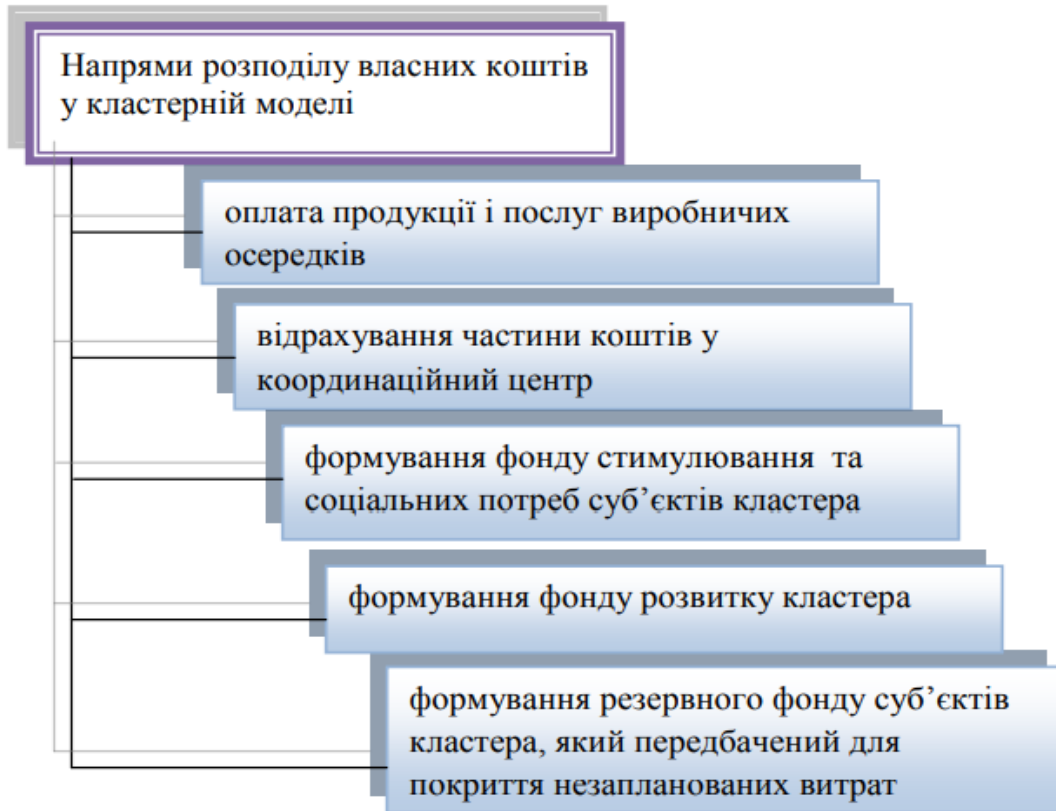 Напрями розподілу власних коштів
у кластерній моделі
оплата продукції і послуг виробничих
осередків
відрахування частини коштів у
координаційний центр
формування фонду стимулювання та
соціальних потреб суб’єктів кластера
формування фонду розвитку кластера
формування резервного фонду суб’єктів
кластера, який передбачений для
покриття незапланованих витрат